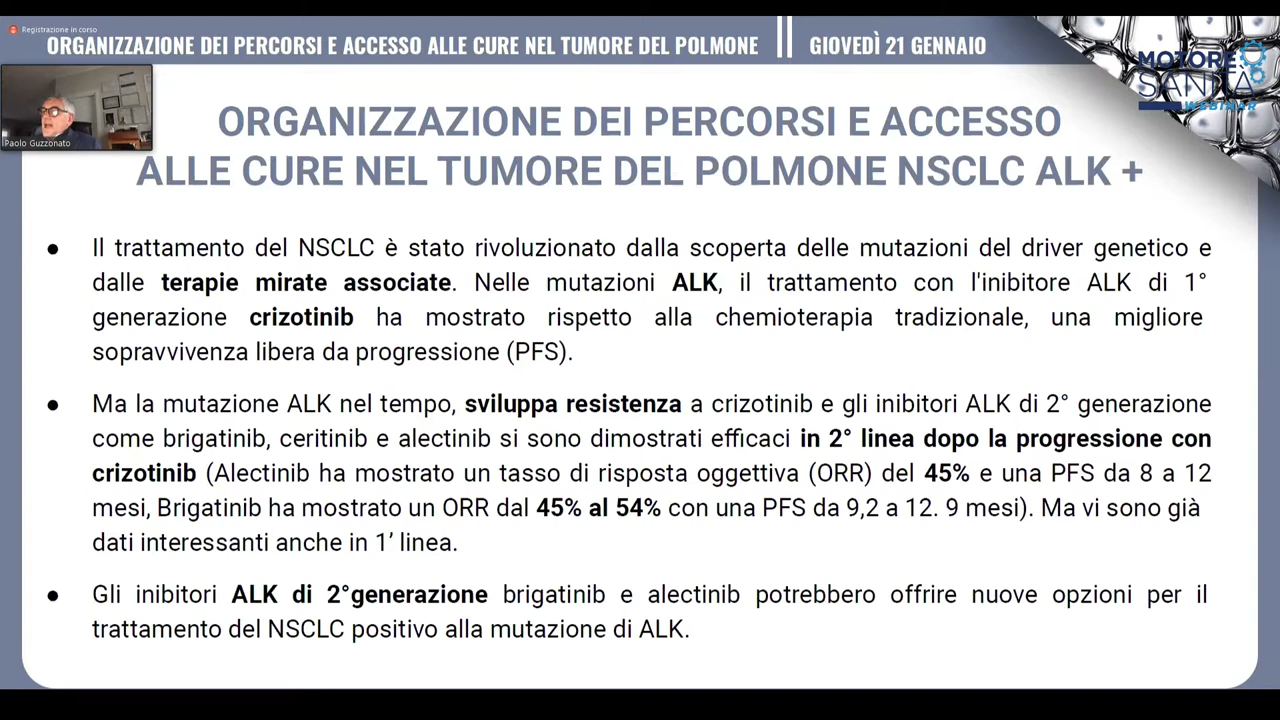 Registrazione in corso
ORGANIZZAZIONE DEI PERCORSI E ACCESSO ALLE CURE NEL TUMORE DEL POLMONE
GIOVEDÌ 21 GENNAIO
MOTORE
SANITÀ
WEBINAR
Paolo Guzzonato
ORGANIZZAZIONE DEI PERCORSI E ACCESSO
ALLE CURE NEL TUMORE DEL POLMONE NSCLC ALK +
● Il trattamento del NSCLC è stato rivoluzionato dalla scoperta delle mutazioni del driver genetico e
dalle terapie mirate associate. Nelle mutazioni ALK, il trattamento con l'inibitore ALK di 1°
generazione crizotinib ha mostrato rispetto alla chemioterapia tradizionale, una migliore
sopravvivenza libera da progressione (PFS).
● Ma la mutazione ALK nel tempo, sviluppa resistenza a crizotinib e gli inibitori ALK di 2° generazione
come brigatinib, ceritinib e alectinib si sono dimostrati efficaci in 2° linea dopo la progressione con
crizotinib (Alectinib ha mostrato un tasso di risposta oggettiva (ORR) del 45% e una PFS da 8 a 12
mesi, Brigatinib ha mostrato un ORR dal 45% al 54% con una PFS da 9,2 a 12. 9 mesi). Ma vi sono già
dati interessanti anche in 1’ linea.
● Gli inibitori ALK di 2°generazione brigatinib e alectinib potrebbero offrire nuove opzioni per il
trattamento del NSCLC positivo alla mutazione di ALK.